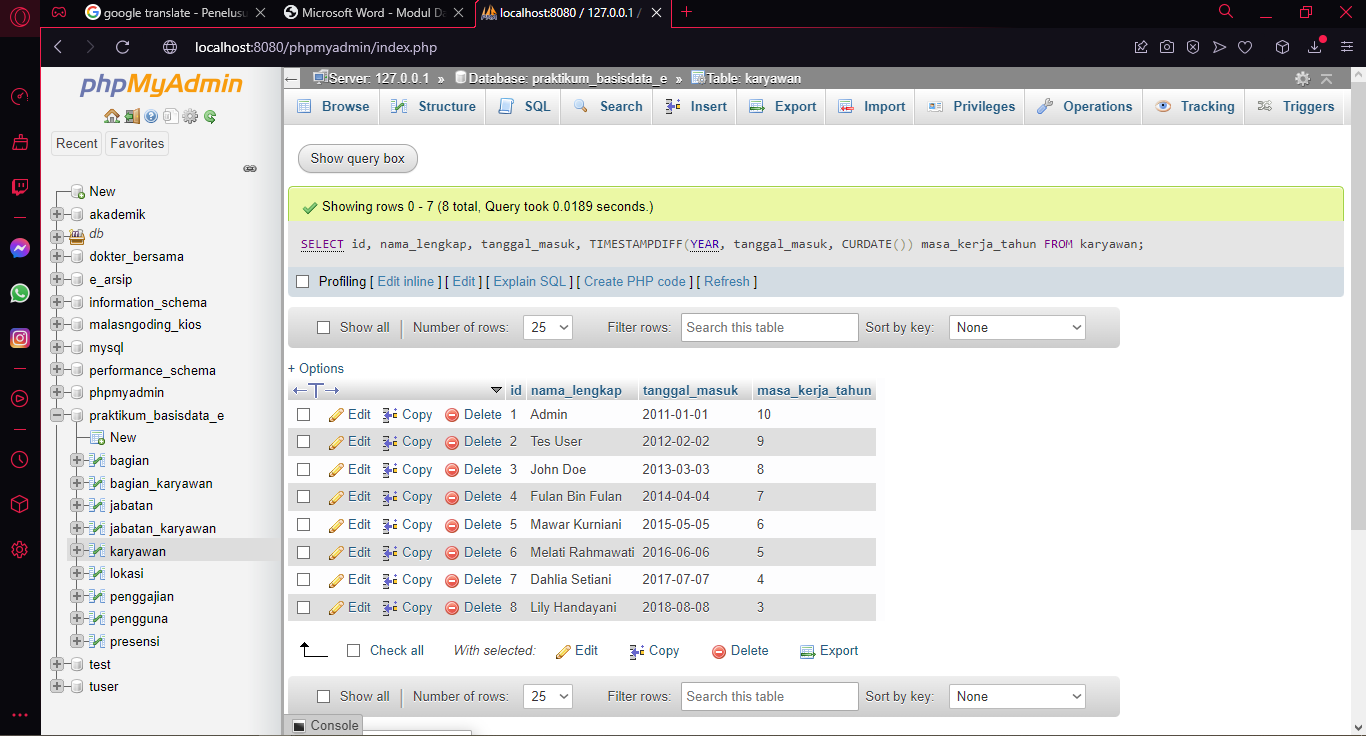 google translate - Penelusu
Microsoft Word - Modul Da
localhost:8080 / 127.0.0.1 /
localhost:8080/phpmyadmin/index.php
phpMyAdmin
Recent Favorites
New
akademik
db
dokter_bersama
e_arsip
information_schema
malasngoding_kios
mysql
performance_schema
phpmyadmin
praktikum_basisdata_e
New
bagian
bagian_karyawan
jabatan
jabatan_karyawan
karyawan
lokasi
penggajian
pengguna
presensi
test
tuser
Server: 127.0.0.1 » Database: praktikum_basisdata_e » Table: karyawan
Browse Structure SQL Search Insert Export Import Privileges Operations Tracking Triggers
Show query box
Showing rows 0 - 7 (8 total, Query took 0.0189 seconds.)
SELECT id, nama_lengkap, tanggal_masuk, TIMESTAMPDIFF(YEAR, tanggal_masuk, CURDATE()) masa_kerja_tahun FROM karyawan;
Profiling [ Edit inline ] [ Edit ] [ Explain SQL ] [ Create PHP code ] [ Refresh ]
Show all | Number of rows: 25 Filter rows: Search this table Sort by key: None
+ Options
←T→ id nama_lengkap tanggal_masuk masa_kerja_tahun
Edit Copy Delete 1 Admin 2011-01-01 10
Edit Copy Delete 2 Tes User 2012-02-02 9
Edit Copy Delete 3 John Doe 2013-03-03 8
Edit Copy Delete 4 Fulan Bin Fulan 2014-04-04 7
Edit Copy Delete 5 Mawar Kurniani 2015-05-05 6
Edit Copy Delete 6 Melati Rahmawati 2016-06-06 5
Edit Copy Delete 7 Dahlia Setiani 2017-07-07 4
Edit Copy Delete 8 Lily Handayani 2018-08-08 3
Check all With selected: Edit Copy Delete Export
Show all | Number of rows: 25 Filter rows: Search this table Sort by key: None
Console